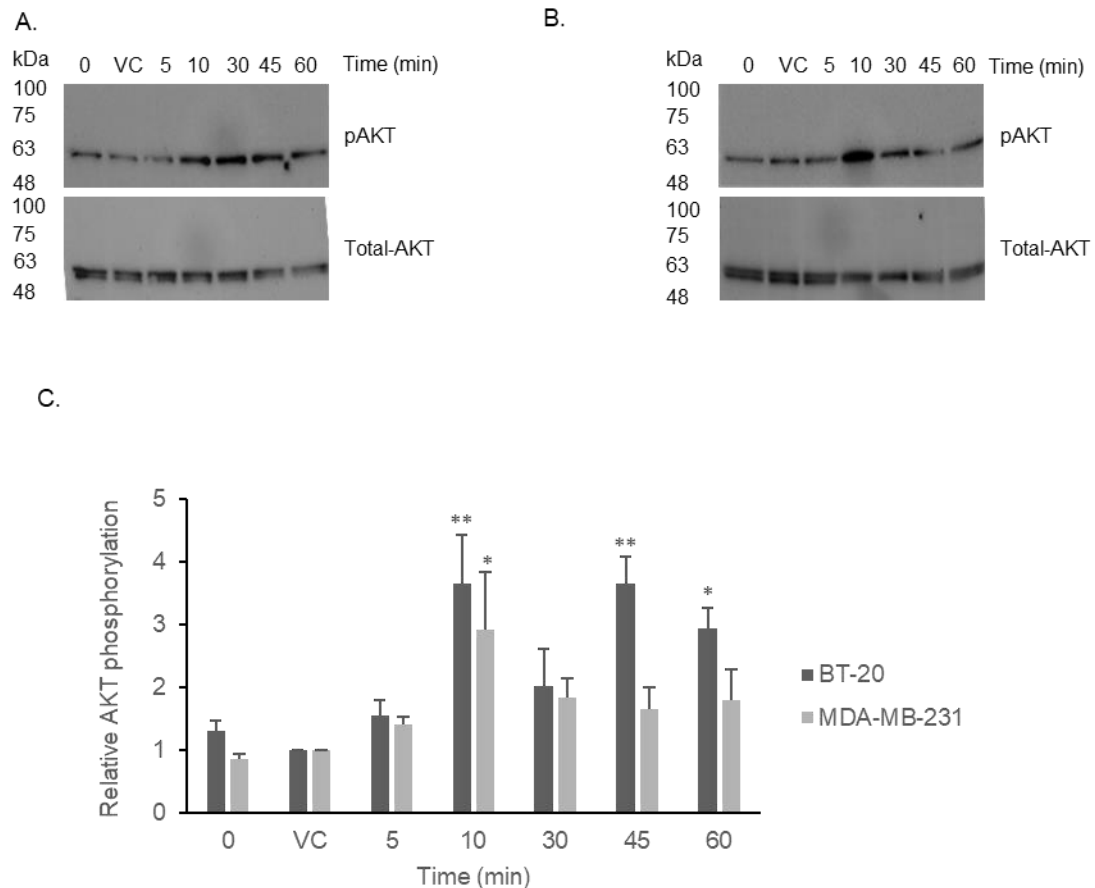 A.
kDa 0 VC 5 10 30 45 60 Time (min)
100
75
63
48
pAKT
100
75
63
48
Total-AKT
B.
kDa 0 VC 5 10 30 45 60 Time (min)
100
75
63
48
pAKT
100
75
63
48
Total-AKT
C.
Relative AKT phosphorylation
5
4
3
2
1
0
** * ** *
0 VC 5 10 30 45 60
Time (min)
BT-20
MDA-MB-231